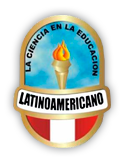 LA CIENCIA EN LA EDUCACIÓN
LATINOAMERICANO